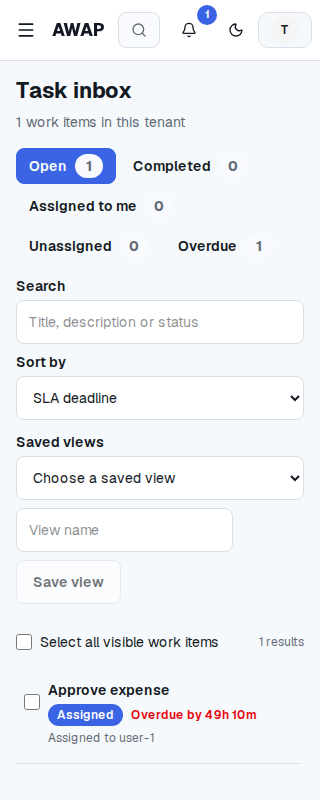 AWAP
1
T
Task inbox
1 work items in this tenant
Open 1 Completed 0
Assigned to me 0
Unassigned 0 Overdue 1
Search
Title, description or status
Sort by
SLA deadline
Saved views
Choose a saved view
View name
Save view
Select all visible work items 1 results
Approve expense
Assigned Overdue by 49h 10m
Assigned to user-1